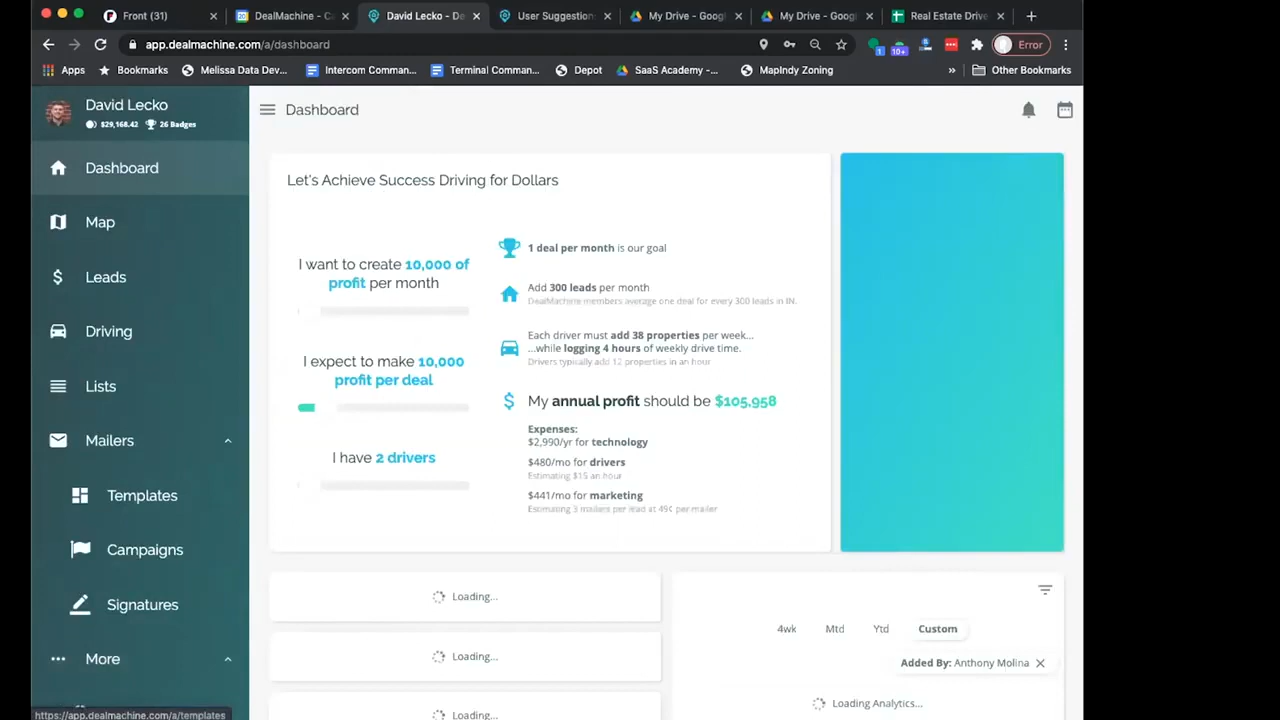 Front (31)
DealMachine - C
David Lecko - De
User Suggestion
My Drive - Googl
My Drive - Googl
Real Estate Drive
app.dealmachine.com/a/dashboard
1
10+
Error
Apps
Bookmarks
Melissa Data Dev...
Intercom Comman...
Terminal Comman...
Depot
SaaS Academy -...
MapIndy Zoning
»
Other Bookmarks
David Lecko
$29,168.42 26 Badges
Dashboard
Map
Leads
Driving
Lists
Mailers
Templates
Campaigns
Signatures
More
https://app.dealmachine.com/a/templates
Dashboard
Let's Achieve Success Driving for Dollars
I want to create 10,000 of
profit per month
I expect to make 10,000
profit per deal
I have 2 drivers
1 deal per month is our goal
Add 300 leads per month
DealMachine members average one deal for every 300 leads in IN.
Each driver must add 38 properties per week...
...while logging 4 hours of weekly drive time.
Drivers typically add 12 properties in an hour
My annual profit should be $105,958
Expenses:
$2,990/yr for technology
$480/mo for drivers
Estimating $15 an hour
$441/mo for marketing
Estimating 3 mailers per lead at 49¢ per mailer
Loading...
Loading...
Loading...
4wk Mtd Ytd Custom
Added By: Anthony Molina
Loading Analytics...